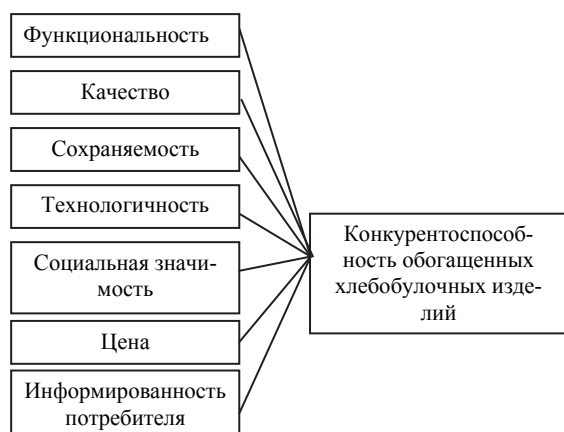 Функциональность
Качество
Сохраняемость
Технологичность
Социальная значи-
мость
Цена
Информированность
потребителя
Конкурентоспособ-
ность обогащенных
хлебобулочных изде-
лий